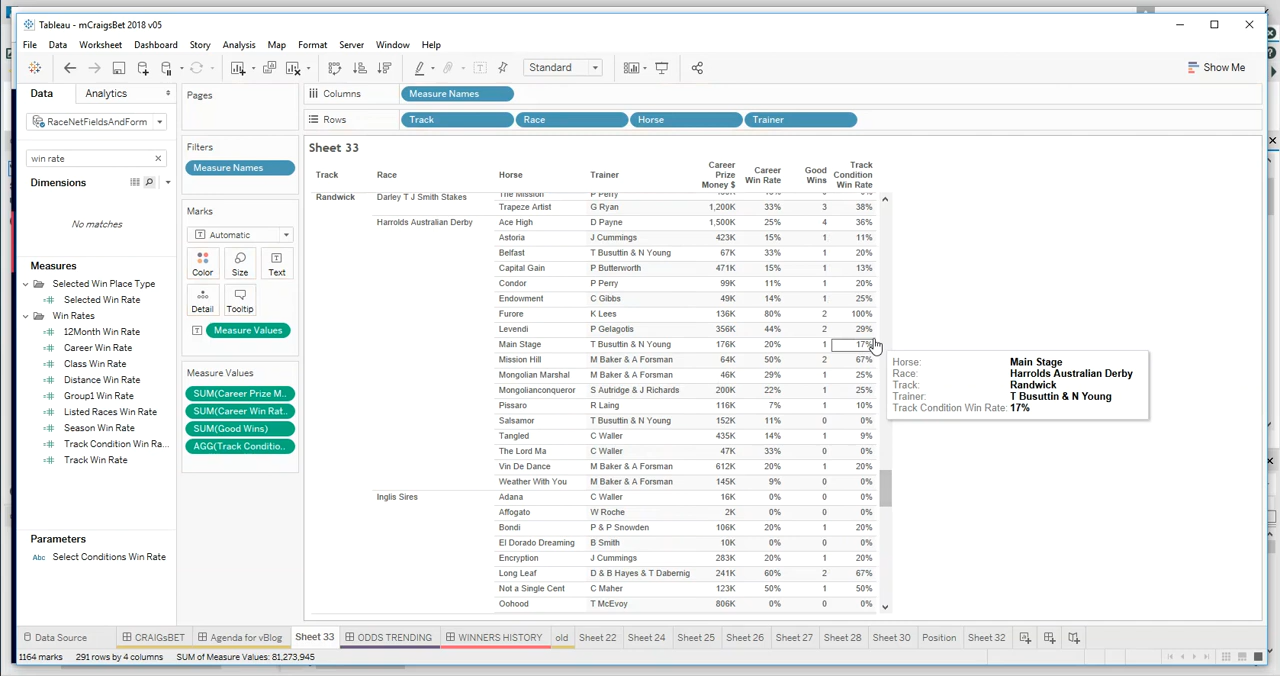 Tableau - mCraigsBet 2018 v05
File Data Worksheet Dashboard Story Analysis Map Format Server Window Help
Standard Show Me
Data Analytics
RaceNetFieldsAndForm
win rate
Dimensions
No matches
Measures
Selected Win Place Type
Selected Win Rate
Win Rates
12Month Win Rate
Career Win Rate
Class Win Rate
Distance Win Rate
Group1 Win Rate
Listed Races Win Rate
Season Win Rate
Track Condition Win Ra...
Track Win Rate
Parameters
Abc Select Conditions Win Rate
Pages
Filters
Measure Names
Marks
Automatic
Color Size Text
Detail Tooltip
Measure Values
Measure Values
SUM(Career Prize M..
SUM(Career Win Rat..
SUM(Good Wins)
AGG(Track Conditio..
Columns Measure Names
Rows Track Race Horse Trainer
Sheet 33
Track Race Horse Trainer Career Prize Money $ Career Win Rate Good Wins Track Condition Win Rate
Randwick Darley T J Smith Stakes The Mission P Perry
Trapeze Artist G Ryan 1,200K 33% 3 38%
Harrolds Australian Derby Ace High D Payne 1,500K 25% 4 36%
Astoria J Cummings 423K 15% 1 11%
Belfast T Busuttin & N Young 67K 33% 1 20%
Capital Gain P Butterworth 471K 15% 1 13%
Condor P Perry 99K 11% 1 20%
Endowment C Gibbs 49K 14% 1 25%
Furore K Lees 136K 80% 2 100%
Levendi P Gelagotis 356K 44% 2 29%
Main Stage T Busuttin & N Young 176K 20% 1 17%
Mission Hill M Baker & A Forsman 64K 50% 2 67%
Mongolian Marshal M Baker & A Forsman 46K 29% 1 25%
Mongolianconqueror S Autridge & J Richards 200K 22% 1 25%
Pissaro R Laing 116K 7% 1 10%
Salsamor T Busuttin & N Young 152K 11% 0 0%
Tangled C Waller 435K 14% 1 9%
The Lord Ma C Waller 47K 33% 0 0%
Vin De Dance M Baker & A Forsman 612K 20% 1 20%
Weather With You M Baker & A Forsman 145K 9% 0 0%
Inglis Sires Adana C Waller 16K 0% 0 0%
Affogato W Roche 2K 0% 0 0%
Bondi P & P Snowden 106K 20% 1 20%
El Dorado Dreaming B Smith 10K 0% 0 0%
Encryption J Cummings 283K 20% 1 20%
Long Leaf D & B Hayes & T Dabernig 241K 60% 2 67%
Not a Single Cent C Maher 123K 50% 1 50%
Oohood T McEvoy 806K 0% 0 0%
Horse: Main Stage
Race: Harrolds Australian Derby
Track: Randwick
Trainer: T Busuttin & N Young
Track Condition Win Rate: 17%
Data Source CRAIGsBET Agenda for vBlog Sheet 33 ODDS TRENDING WINNERS HISTORY old Sheet 22 Sheet 24 Sheet 25 Sheet 26 Sheet 27 Sheet 28 Sheet 30 Position Sheet 32
1164 marks 291 rows by 4 columns SUM of Measure Values: 81,273,945